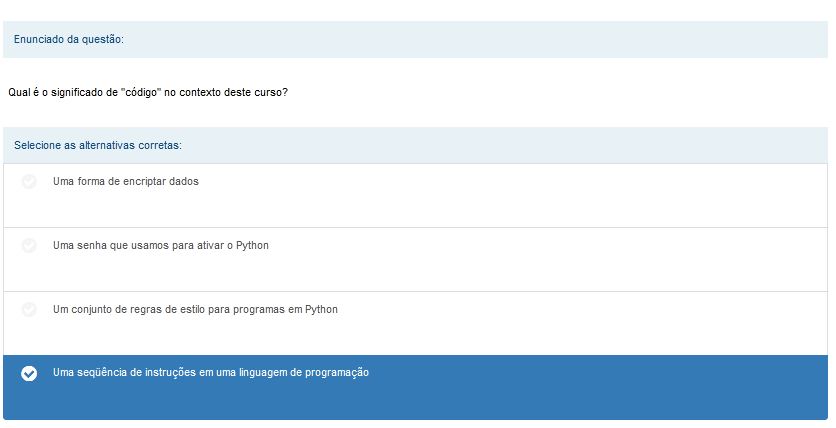 Enunciado da questão:
Qual é o significado de "código" no contexto deste curso?
Selecione as alternativas corretas:
Uma forma de encriptar dados
Uma senha que usamos para ativar o Python
Um conjunto de regras de estilo para programas em Python
Uma seqüência de instruções em uma linguagem de programação